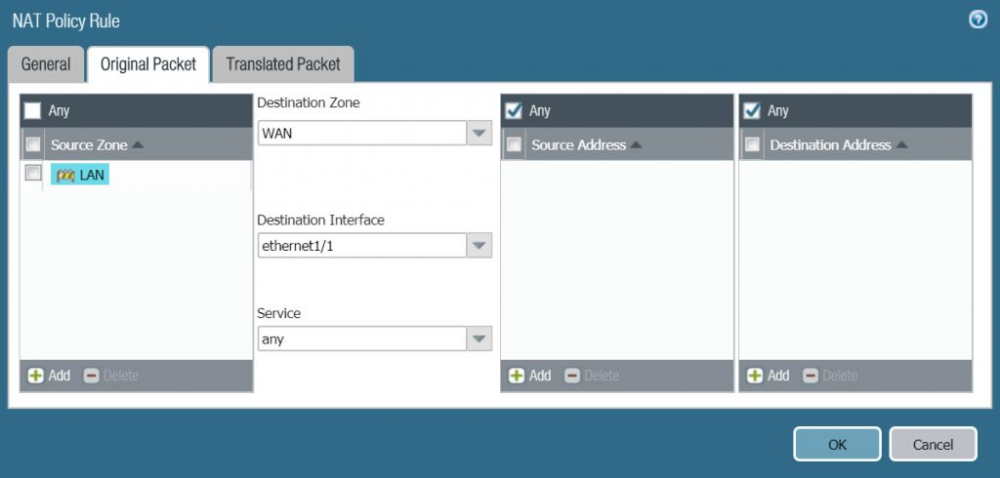 NAT Policy Rule
General
Original Packet
Translated Packet
Any
Source Zone
LAN
Add
Delete
Destination Zone
WAN
Destination Interface
ethernet1/1
Service
any
Any
Source Address
Add
Delete
Any
Destination Address
Add
Delete
OK
Cancel